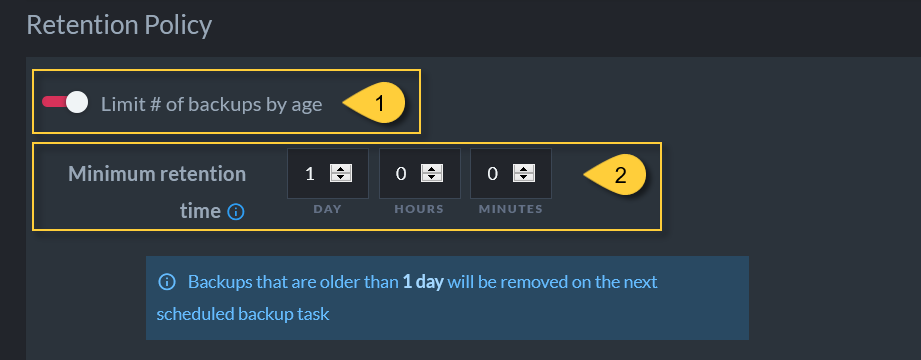 Retention Policy
Limit # of backups by age
1
Minimum retention
time
1
0
0
DAY
HOURS
MINUTES
2
Backups that are older than 1 day will be removed on the next
scheduled backup task